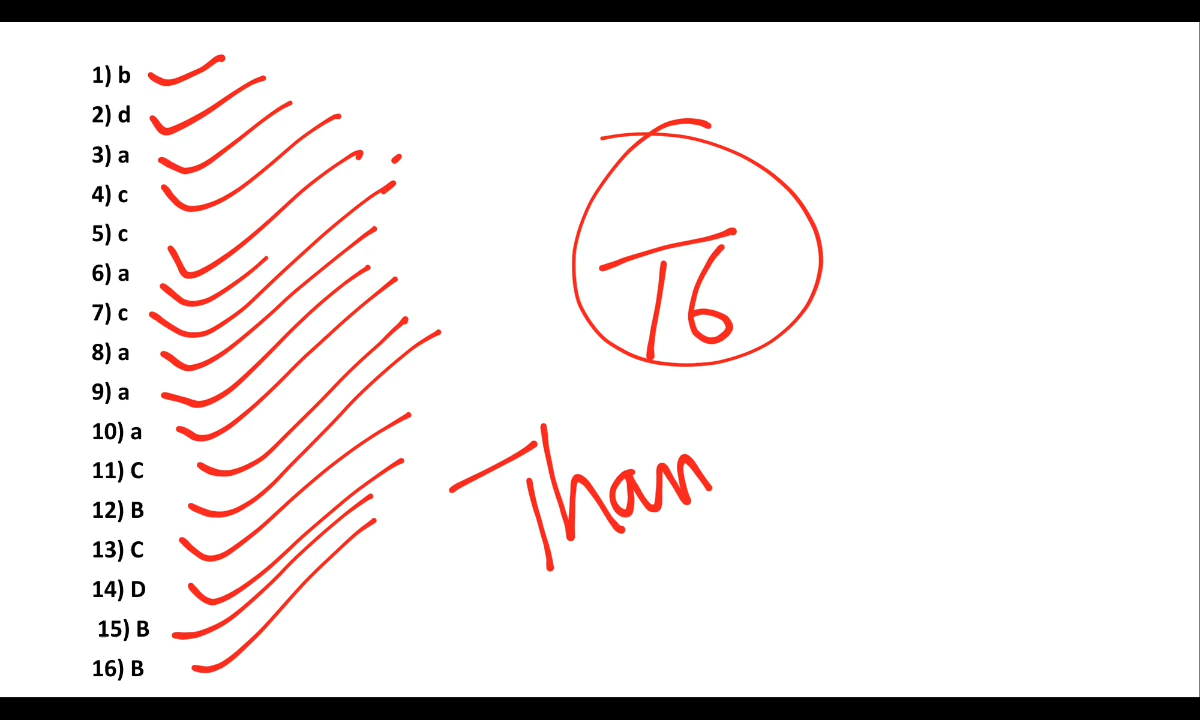 1) b
2) d
3) a
4) c
5) c
6) a
7) c
8) a
9) a
10) a
11) C
12) B
13) C
14) D
15) B
16) B
16
Than